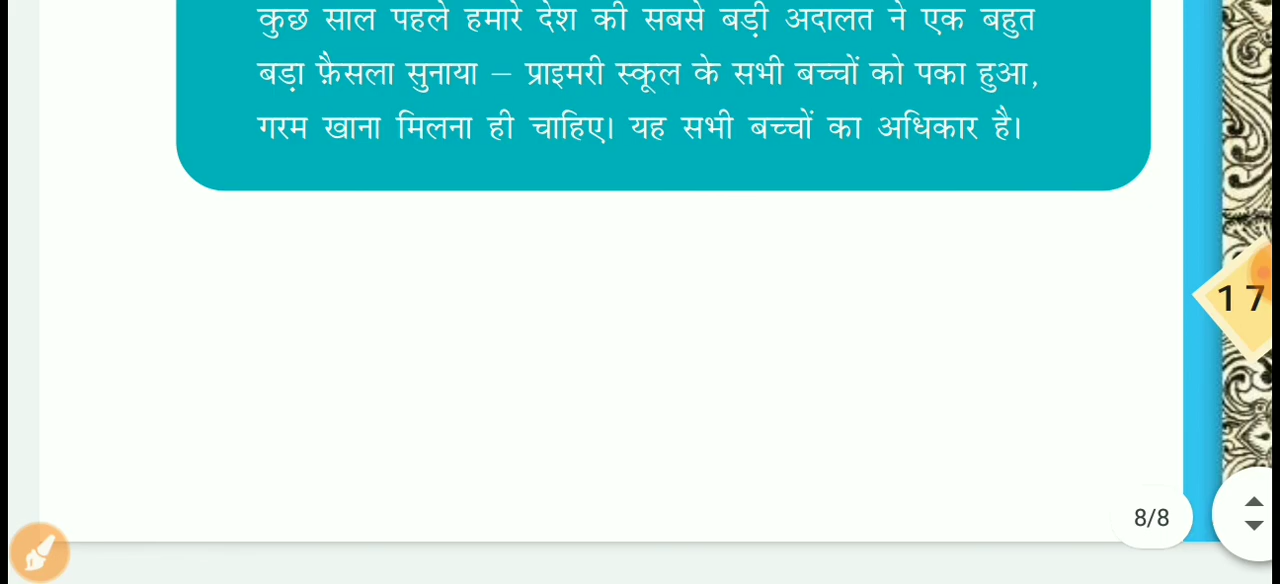 कुछ साल पहले हमारे देश की सबसे बड़ी अदालत ने एक बहुत
बड़ा फ़ैसला सुनाया – प्राइमरी स्कूल के सभी बच्चों को पका हुआ,
गरम खाना मिलना ही चाहिए। यह सभी बच्चों का अधिकार है।
17
8/8